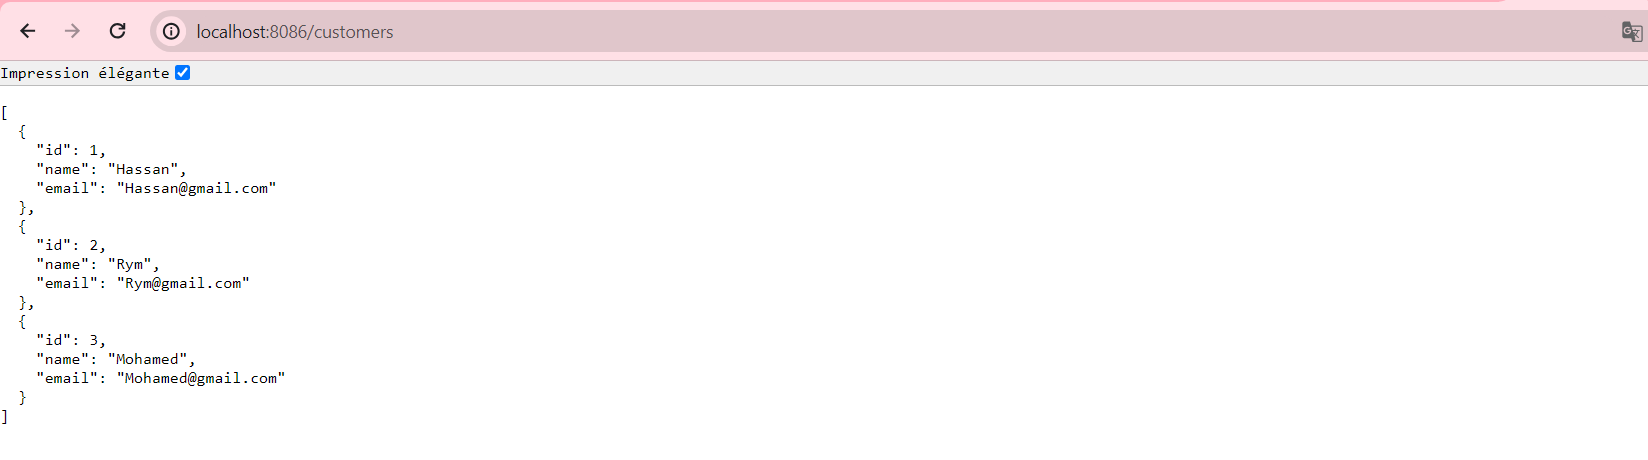 localhost:8086/customers
Impression élégante
[
  {
    "id": 1,
    "name": "Hassan",
    "email": "Hassan@gmail.com"
  },
  {
    "id": 2,
    "name": "Rym",
    "email": "Rym@gmail.com"
  },
  {
    "id": 3,
    "name": "Mohamed",
    "email": "Mohamed@gmail.com"
  }
]